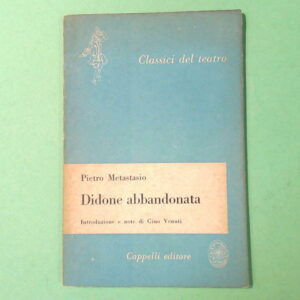 Classici del teatro
Pietro Metastasio
Didone abbandonata
Introduzione e note di Gino Venuti
Cappelli editore